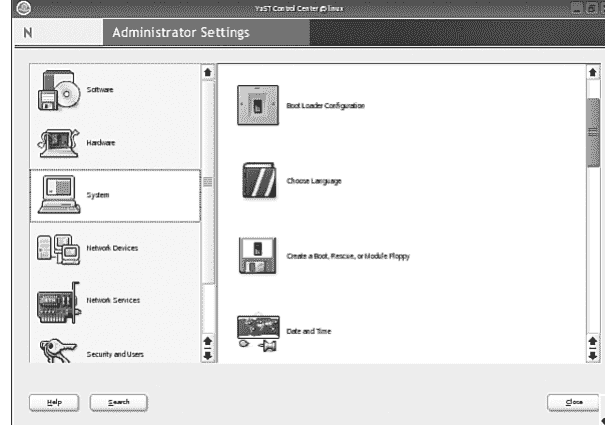 YaST Control Center @ linux
N
Administrator Settings
Software
Hardware
System
Network Devices
Network Services
Security and Users
Boot Loader Configuration
Choose Language
Create a Boot, Rescue, or Module Floppy
Date and Time
Help
Search
Close